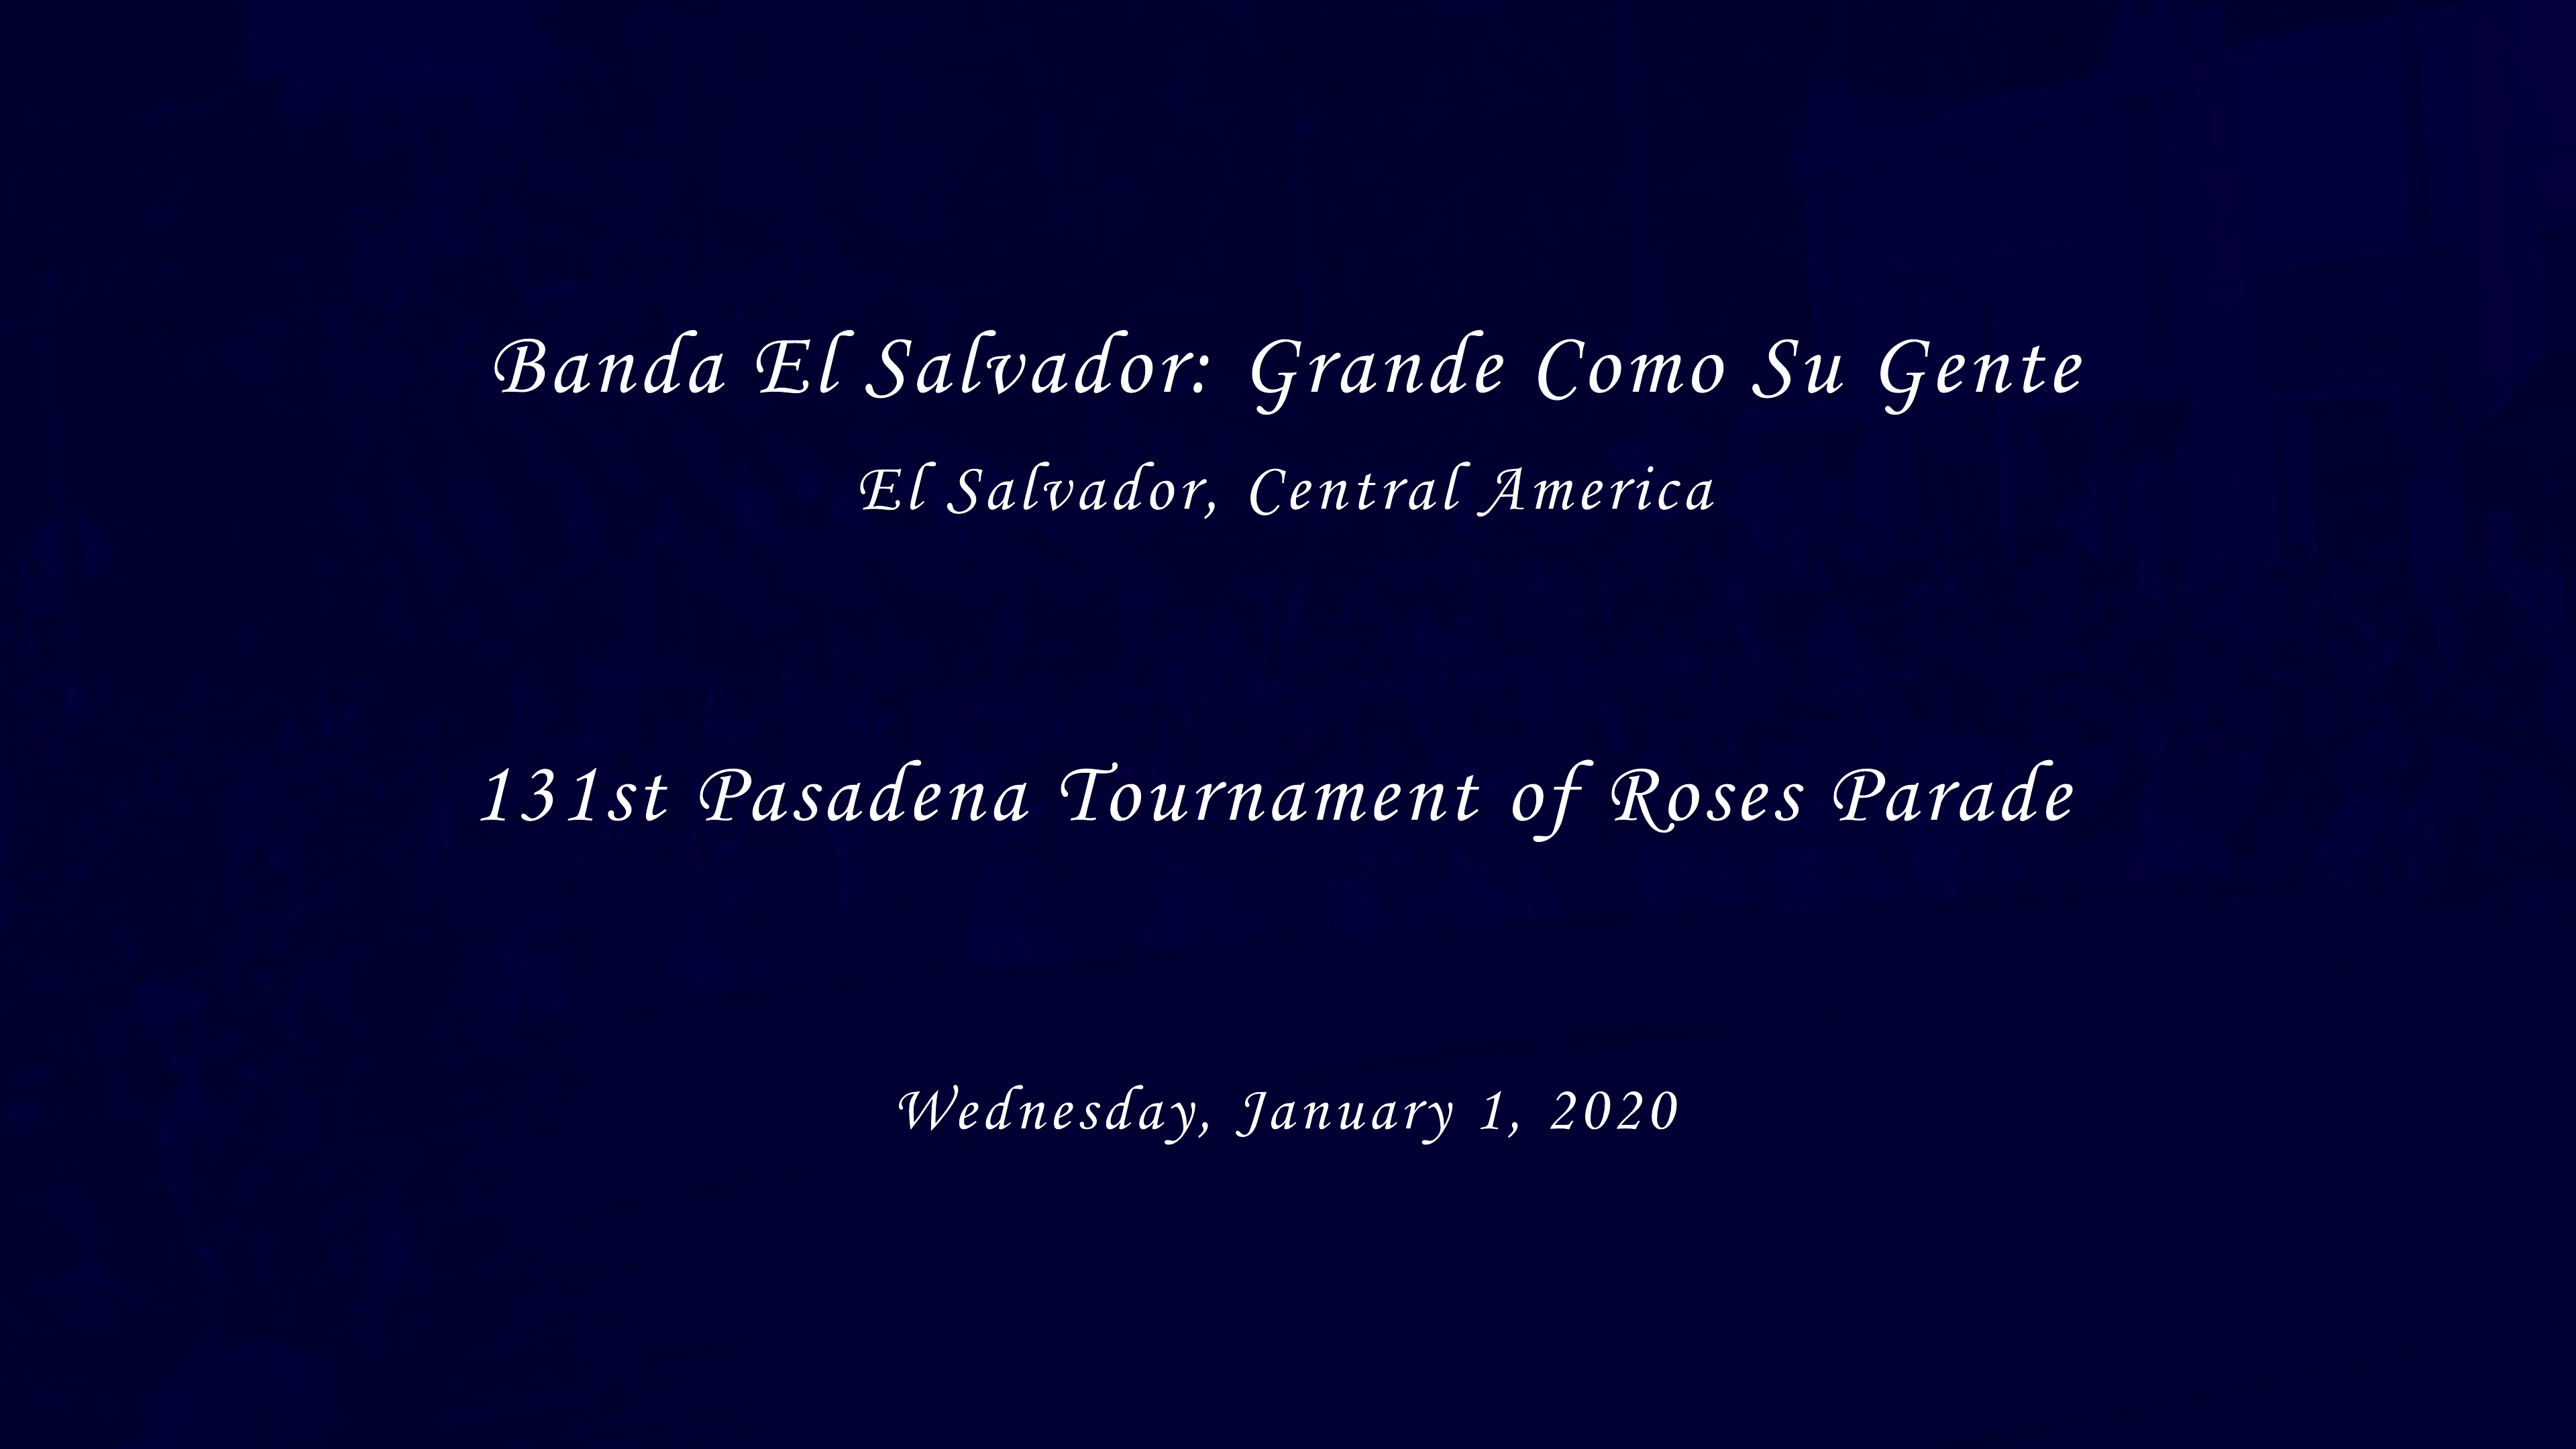 Banda El Salvador: Grande Como Su Gente
El Salvador, Central America
131st Pasadena Tournament of Roses Parade
Wednesday, January 1, 2020